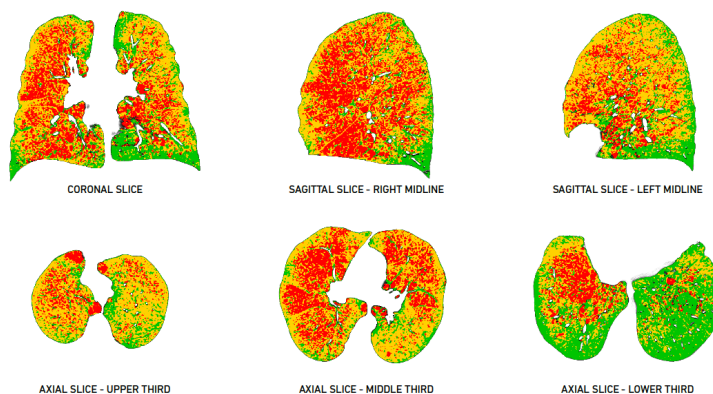 CORONAL SLICE
SAGITTAL SLICE - RIGHT MIDLINE
SAGITTAL SLICE - LEFT MIDLINE
AXIAL SLICE - UPPER THIRD
AXIAL SLICE - MIDDLE THIRD
AXIAL SLICE - LOWER THIRD